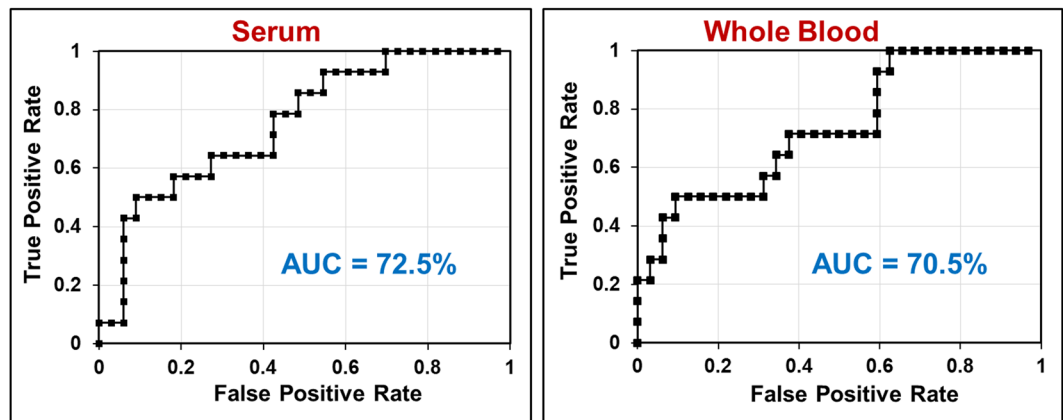 Serum
True Positive Rate
1
0.8
0.6
0.4
0.2
0
AUC = 72.5%
0 0.2 0.4 0.6 0.8 1
False Positive Rate
Whole Blood
True Positive Rate
1
0.8
0.6
0.4
0.2
0
AUC = 70.5%
0 0.2 0.4 0.6 0.8 1
False Positive Rate